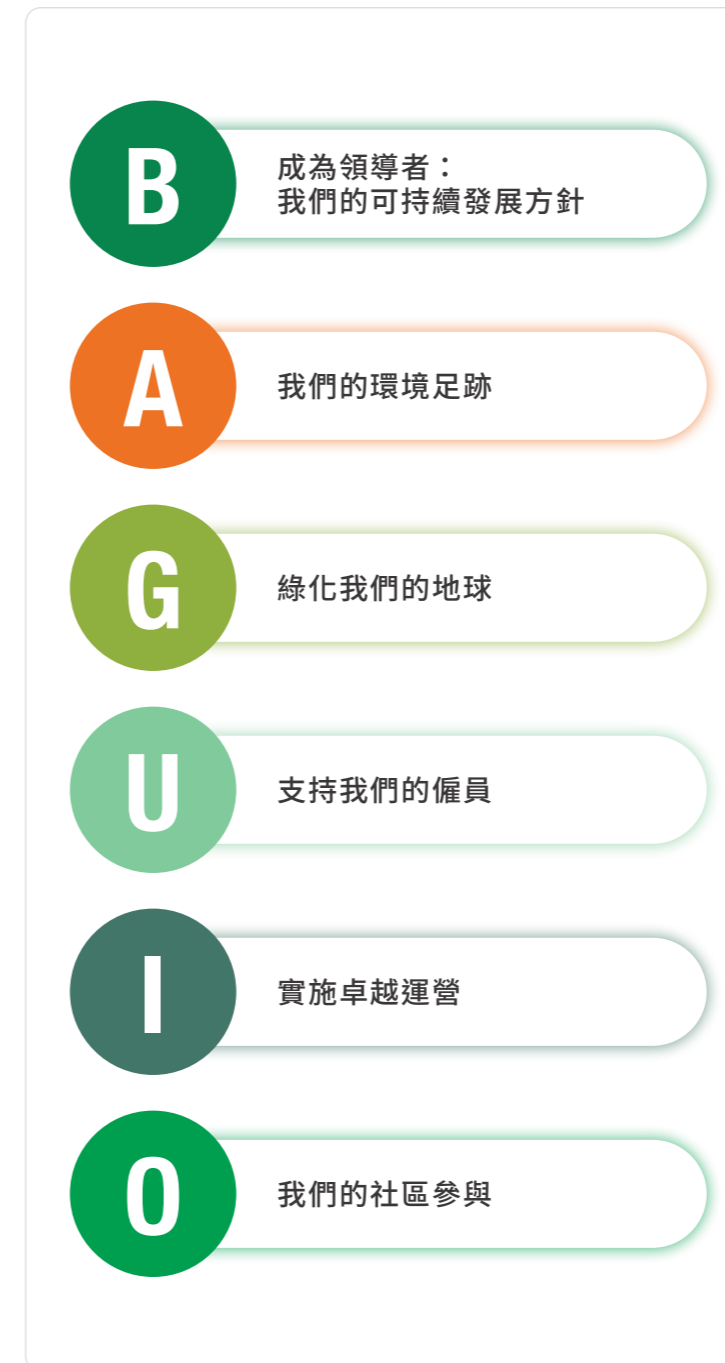 B
成為領導者：
我們的可持續發展方針
A
我們的環境足跡
G
綠化我們的地球
U
支持我們的僱員
I
實施卓越運營
O
我們的社區參與